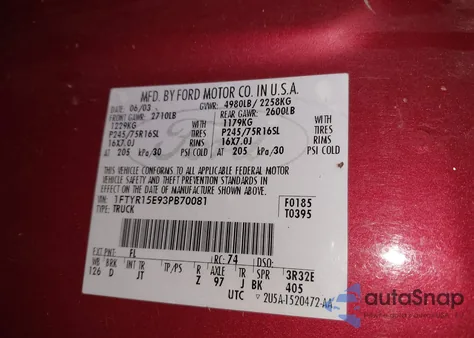 MFD. BY FORD MOTOR CO. IN U.S.A.
DATE: 06/03 GVWR: 4980LB/ 2258KG
FRONT GAWR: 2710LB REAR GAWR: 2600LB
1229KG WITH 1179KG WITH
P245/75R16SL TIRES P245/75R16SL TIRES
16X7.0J RIMS 16X7.0J RIMS
AT 205 kPa/30 PSI COLD AT 205 kPa/30 PSI COLD
THIS VEHICLE CONFORMS TO ALL APPLICABLE FEDERAL MOTOR
VEHICLE SAFETY AND THEFT PREVENTION STANDARDS IN
EFFECT ON THE DATE OF MANUFACTURE SHOWN ABOVE.
VIN: 1FTYR15E93PB70081 F0185
TYPE: TRUCK T0395
EXT PNT: FL RC: 74 DSO:
WB BRK INT TR TP/PS R AXLE TR SPR 3R32E
126 D JT Z 97 J BK 405
UTC 2U5A-1520472-AA
autoSnap